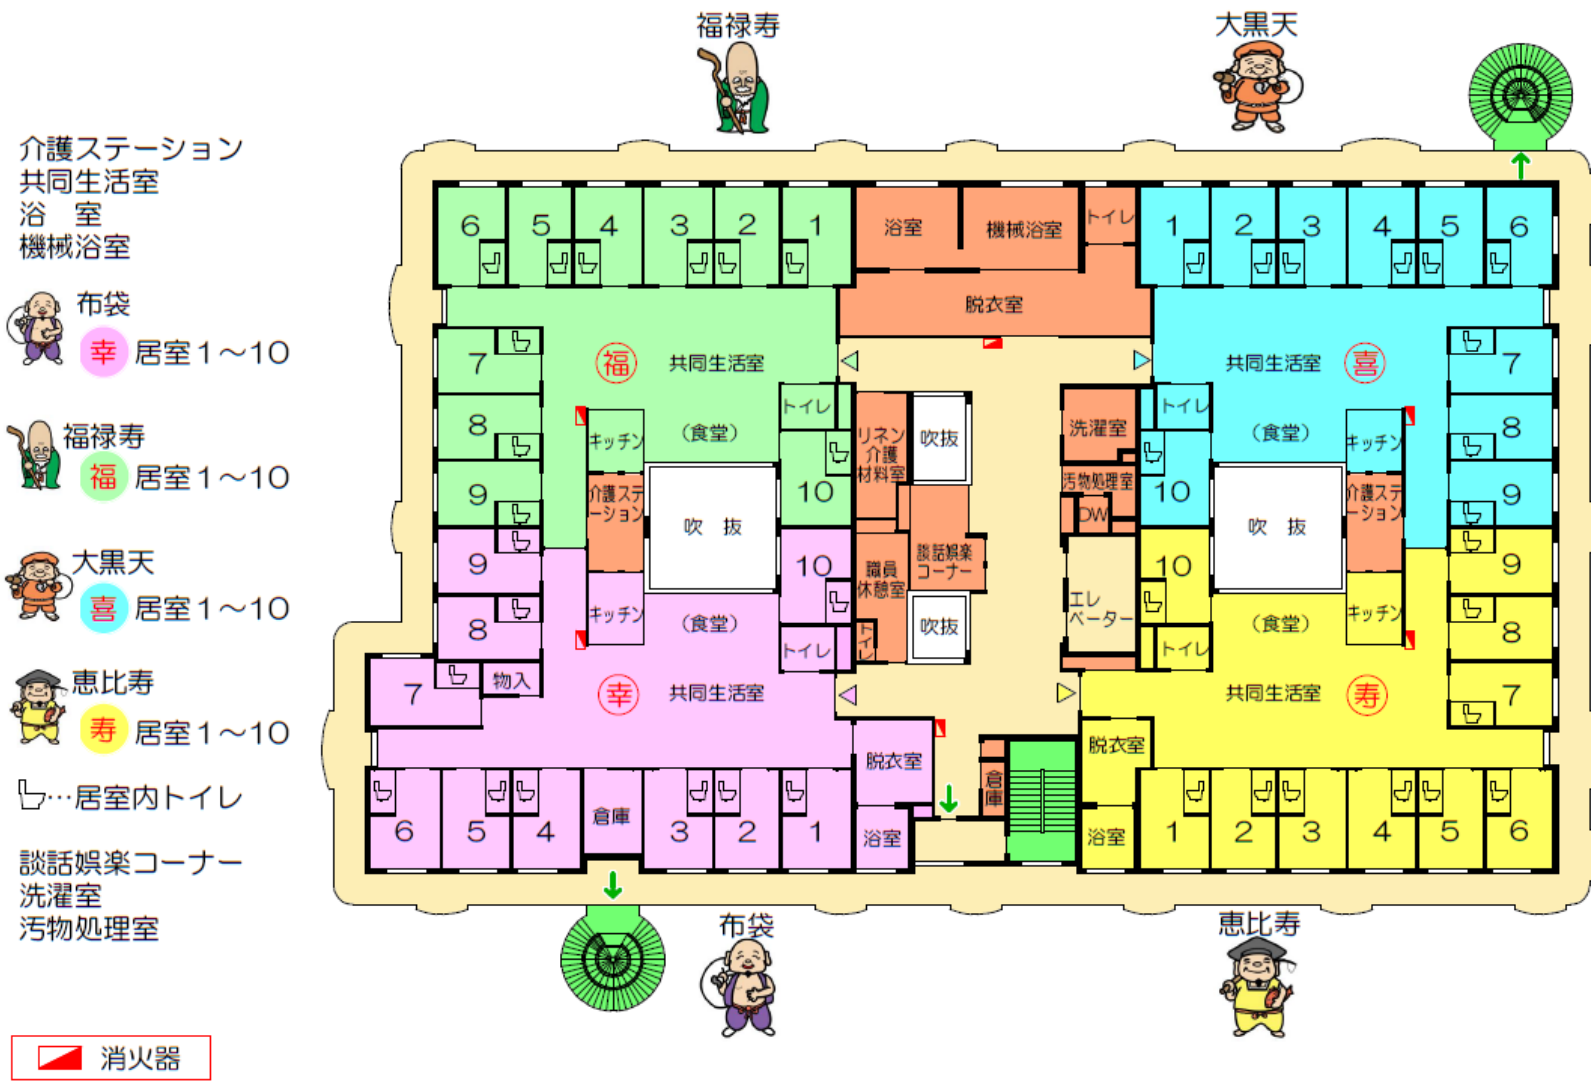 福禄寿
大黒天
介護ステーション
共同生活室
浴　室
機械浴室
布袋
幸 居室1～10
福禄寿
福 居室1～10
大黒天
喜 居室1～10
恵比寿
寿 居室1～10
…居室内トイレ
談話娯楽コーナー
洗濯室
汚物処理室
消火器
6 5 4 3 2 1
浴室
機械浴室
トイレ
1 2 3 4 5 6
脱衣室
7
福 共同生活室
共同生活室 喜
7
8
キッチン
（食堂）
トイレ
リネン
介護
材料室
吹抜
洗濯室
トイレ
（食堂）
キッチン
8
9
介護ステ
ーション
吹 抜
10
汚物処理室
DW
10
吹 抜
介護ステ
ーション
9
9
10
職員
休憩室
談話娯楽
コーナー
エレ
ベーター
10
9
8
キッチン
（食堂）
トイレ
トイレ
吹抜
トイレ
（食堂）
キッチン
8
7
物入
幸 共同生活室
共同生活室 寿
7
脱衣室
倉庫
脱衣室
6 5 4
倉庫
3 2 1
浴室
浴室
1 2 3 4 5 6
布袋
恵比寿